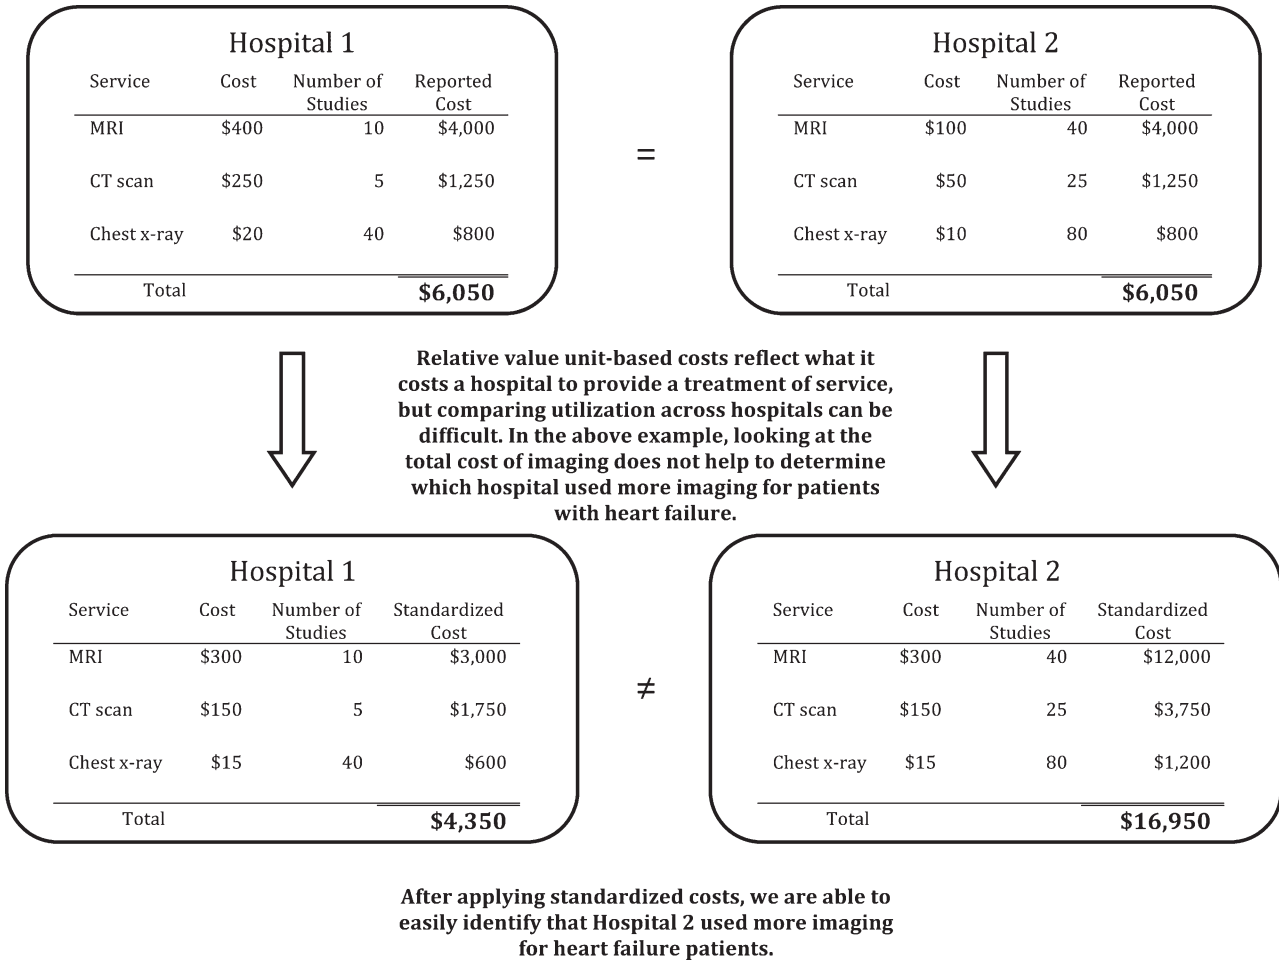 Hospital 1
Service Cost Number of Studies Reported Cost
MRI $400 10 $4,000
CT scan $250 5 $1,250
Chest x-ray $20 40 $800
Total $6,050
=
Hospital 2
Service Cost Number of Studies Reported Cost
MRI $100 40 $4,000
CT scan $50 25 $1,250
Chest x-ray $10 80 $800
Total $6,050
Relative value unit-based costs reflect what it
costs a hospital to provide a treatment of service,
but comparing utilization across hospitals can be
difficult. In the above example, looking at the
total cost of imaging does not help to determine
which hospital used more imaging for patients
with heart failure.
Hospital 1
Service Cost Number of Studies Standardized Cost
MRI $300 10 $3,000
CT scan $150 5 $1,750
Chest x-ray $15 40 $600
Total $4,350
≠
Hospital 2
Service Cost Number of Studies Standardized Cost
MRI $300 40 $12,000
CT scan $150 25 $3,750
Chest x-ray $15 80 $1,200
Total $16,950
After applying standardized costs, we are able to
easily identify that Hospital 2 used more imaging
for heart failure patients.